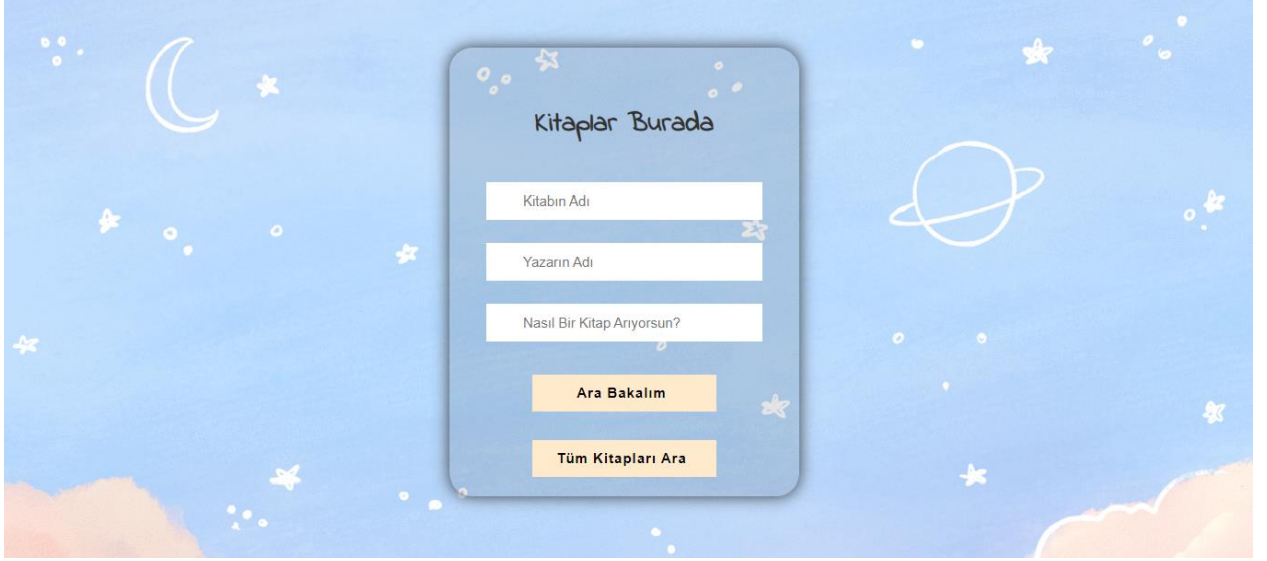 Kitaplar Burada
Kitabın Adı
Yazarın Adı
Nasıl Bir Kitap Arıyorsun?
Ara Bakalım
Tüm Kitapları Ara